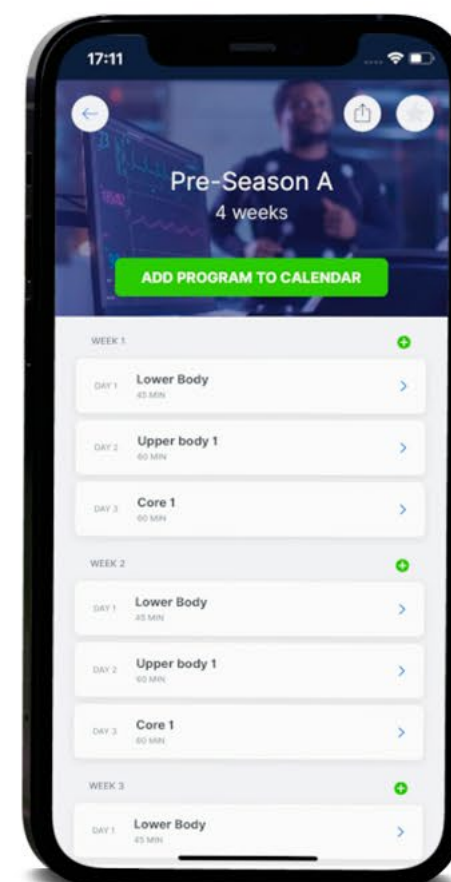 17:11
Pre-Season A
4 weeks
ADD PROGRAM TO CALENDAR
WEEK 1
DAY 1
Lower Body
45 MIN
DAY 2
Upper body 1
60 MIN
DAY 3
Core 1
60 MIN
WEEK 2
DAY 1
Lower Body
45 MIN
DAY 2
Upper body 1
60 MIN
DAY 3
Core 1
60 MIN
WEEK 3
DAY 1
Lower Body
45 MIN